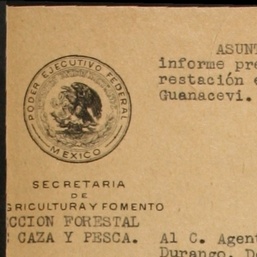 PODER EJECUTIVO FEDERAL
MEXICO
SECRETARIA
DE
AGRICULTURA Y FOMENTO
CCION FORESTAL
CAZA Y PESCA.
ASUNT
informe pre
restación e
Guanacevi.
Al C. Agent
Durango, D